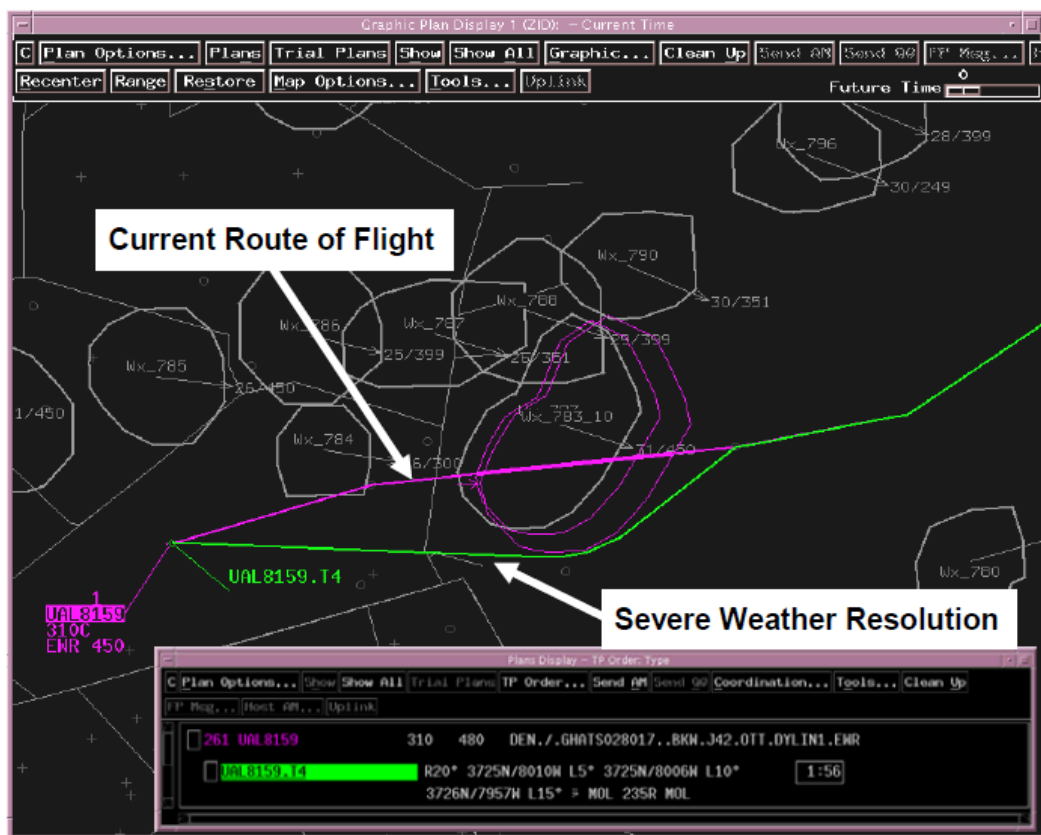 Graphic Plan Display 1 (ZID): - Current Time
C Plan Options... Plans Trial Plans Show Show All Graphic... Clean Up Send AM Send QQ FP Msg...
Recenter Range Restore Map Options... Tools... Uplink
0
Future Time
Wx_796
28/399
30/249
Current Route of Flight
Wx_790
30/351
Wx_788
Wx_786
Wx_787
29/399
25/399
26/351
Wx_785
26/450
1/450
Wx_783_10
Wx_784
31/450
6/300
UAL8159.T4
Wx_780
1
UAL8159
310C
EWR 450
Severe Weather Resolution
Plans Display - TP Order: Type
C Plan Options... Show Show All Trial Plans TP Order... Send AM Send QQ Coordination... Tools... Clean Up
FP Msg... Host AM... Uplink
261 UAL8159 310 480 DEN./.GHATS028017..BKW.J42.OTT.DYLIN1.EWR
UAL8159.T4 R20° 3725N/8010W L5° 3725N/8006W L10° 1:56
3726N/7957W L15° MOL 235R MOL